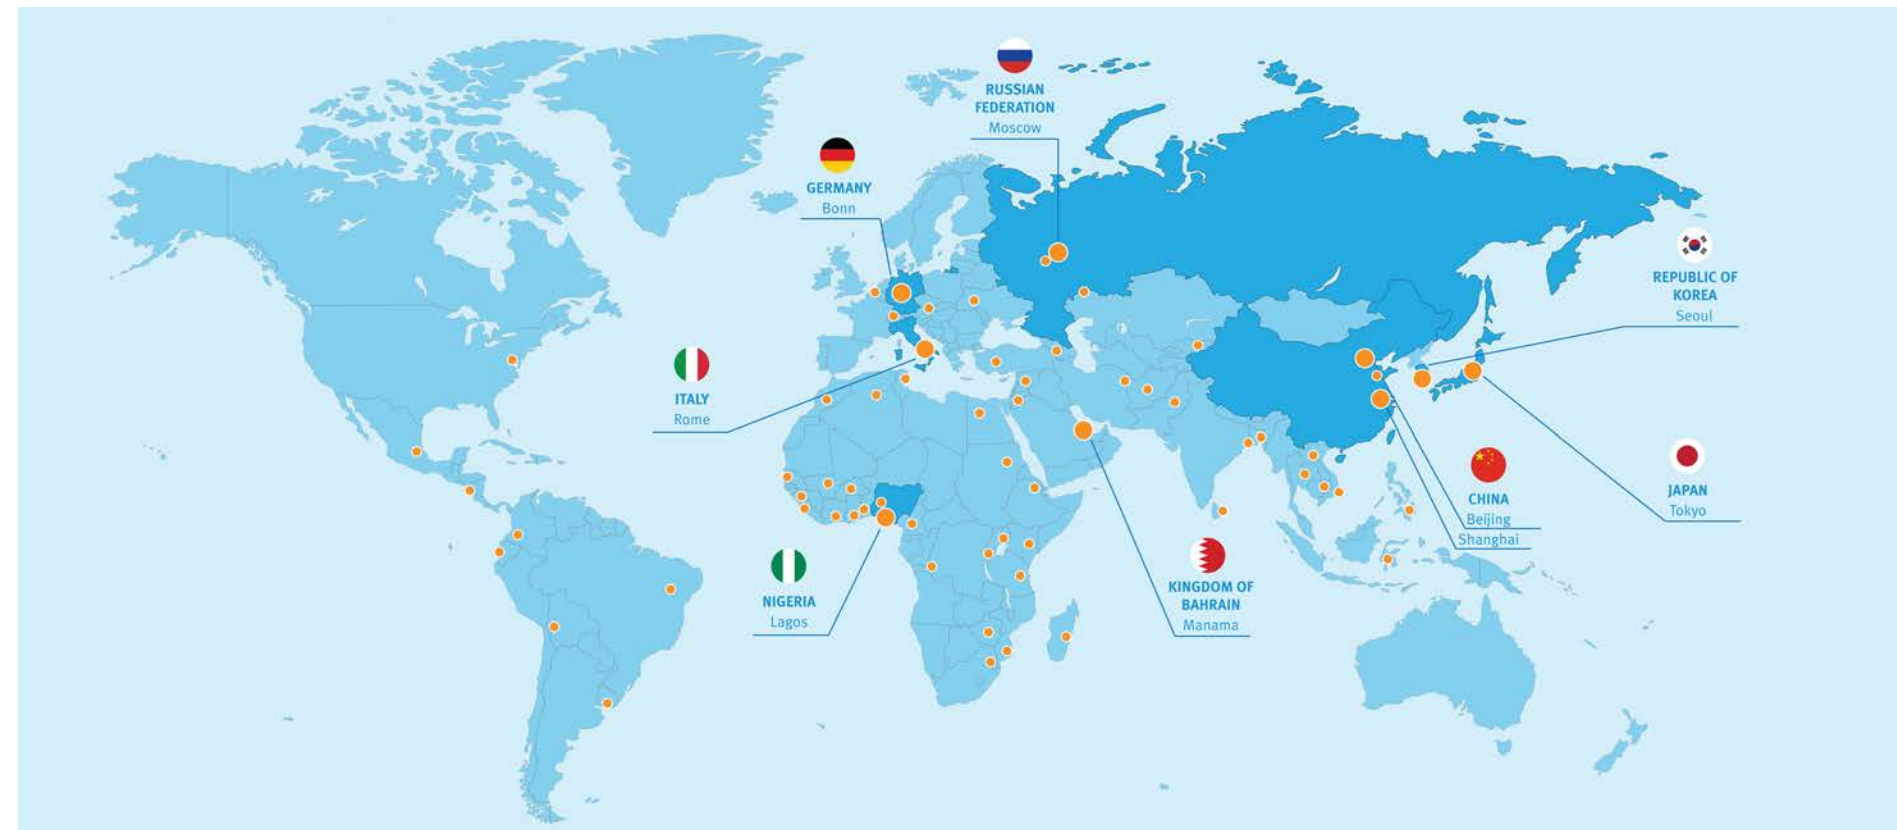 RUSSIAN
FEDERATION
Moscow
GERMANY
Bonn
REPUBLIC OF
KOREA
Seoul
ITALY
Rome
JAPAN
Tokyo
CHINA
Beijing
Shanghai
NIGERIA
Lagos
KINGDOM OF
BAHRAIN
Manama